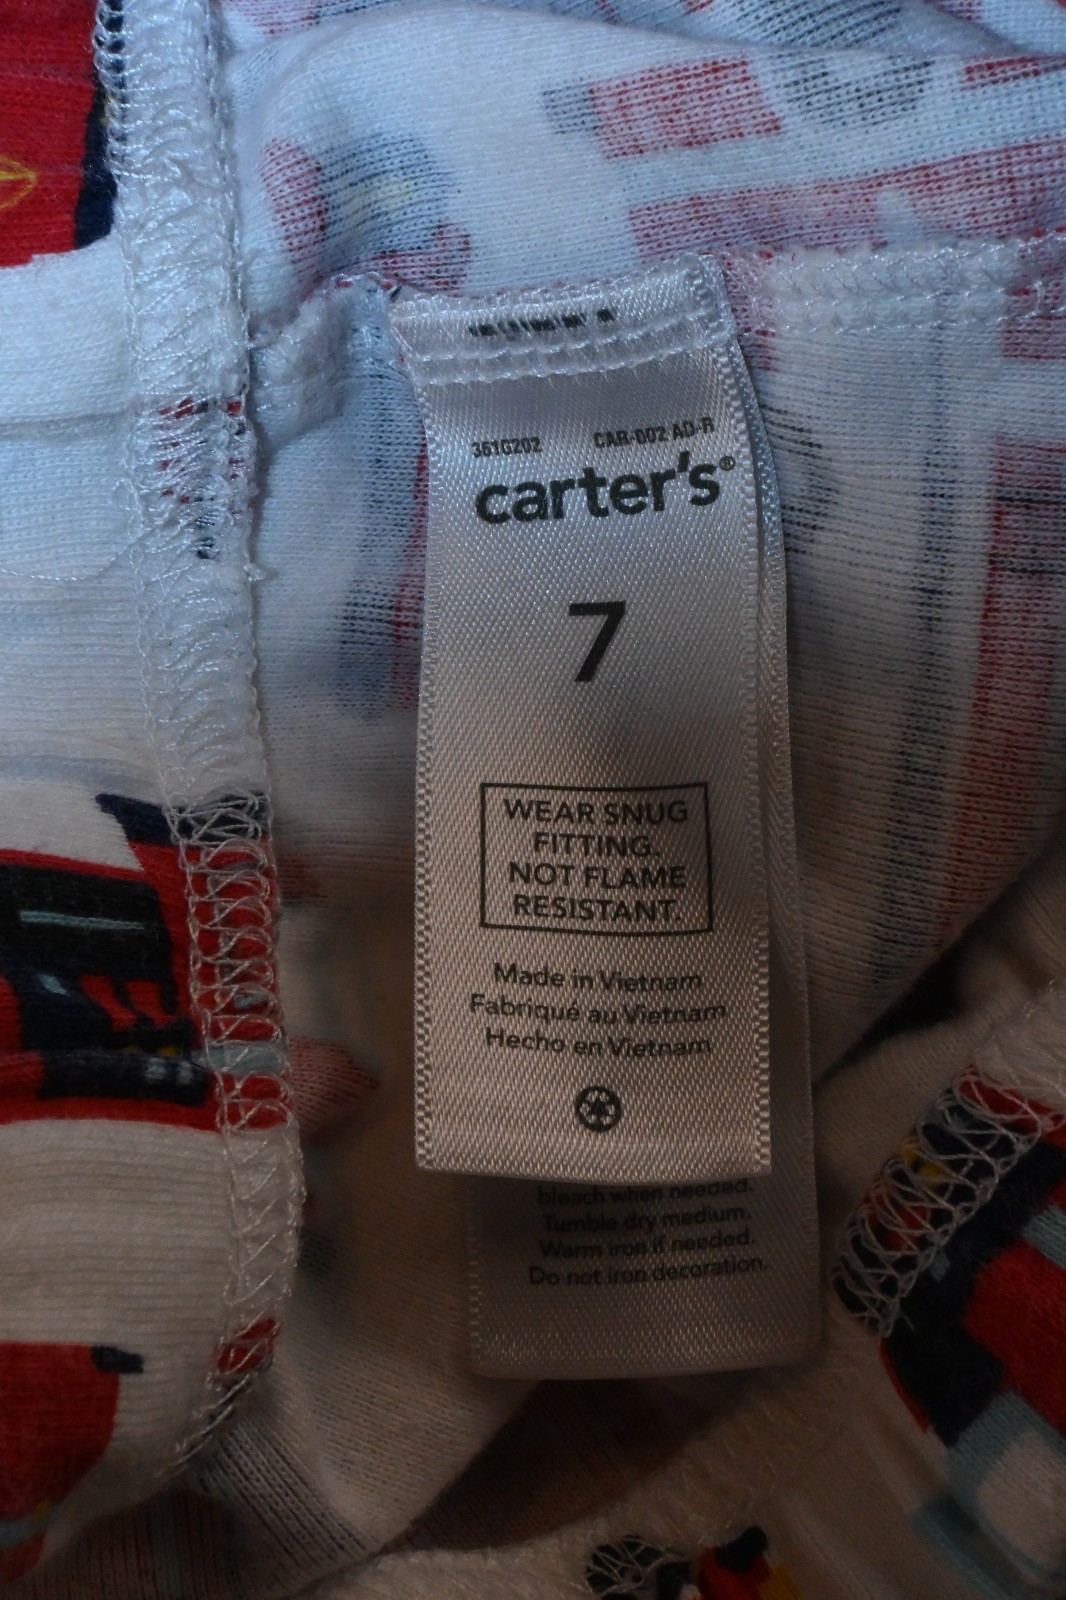 3610202 CAR-002 AD-R
carter's®
7
WEAR SNUG
FITTING.
NOT FLAME
RESISTANT.
Made in Vietnam
Fabriqué au Vietnam
Hecho en Vietnam
bleach when needed.
Tumble dry medium.
Warm iron if needed.
Do not iron decoration.